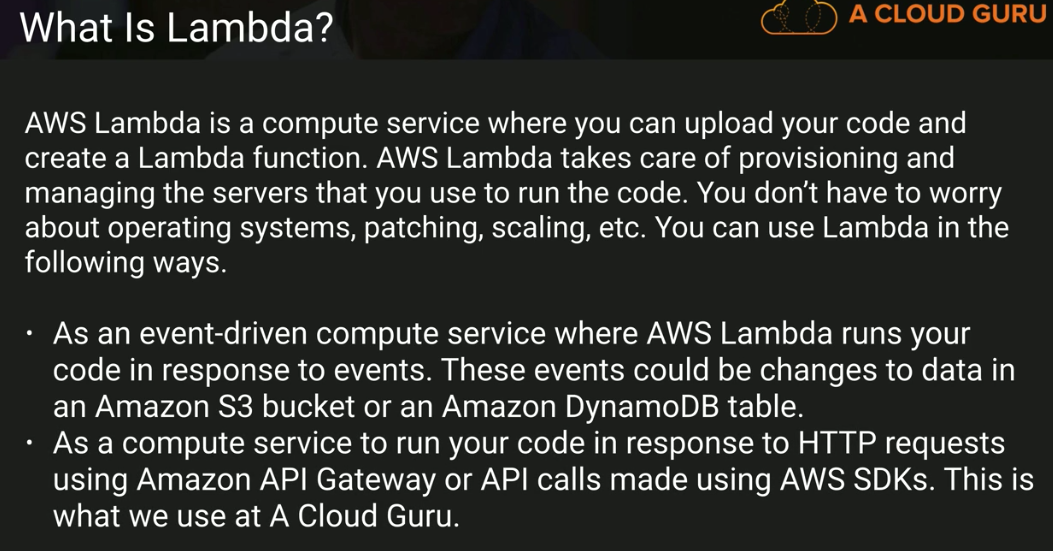 What Is Lambda?
A CLOUD GURU
AWS Lambda is a compute service where you can upload your code and
create a Lambda function. AWS Lambda takes care of provisioning and
managing the servers that you use to run the code. You don’t have to worry
about operating systems, patching, scaling, etc. You can use Lambda in the
following ways.
• As an event-driven compute service where AWS Lambda runs your
code in response to events. These events could be changes to data in
an Amazon S3 bucket or an Amazon DynamoDB table.
• As a compute service to run your code in response to HTTP requests
using Amazon API Gateway or API calls made using AWS SDKs. This is
what we use at A Cloud Guru.